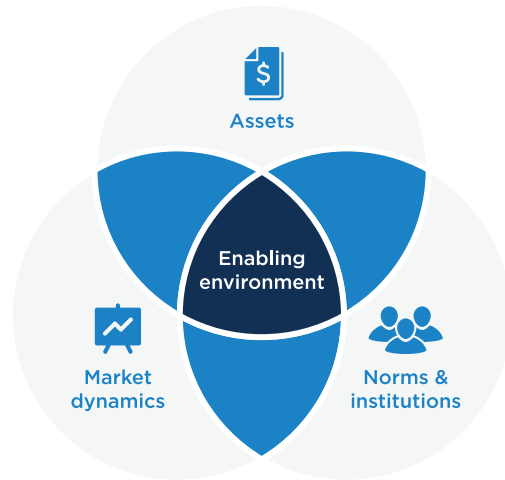 $
Assets
Enabling
environment
Market
dynamics
Norms &
institutions